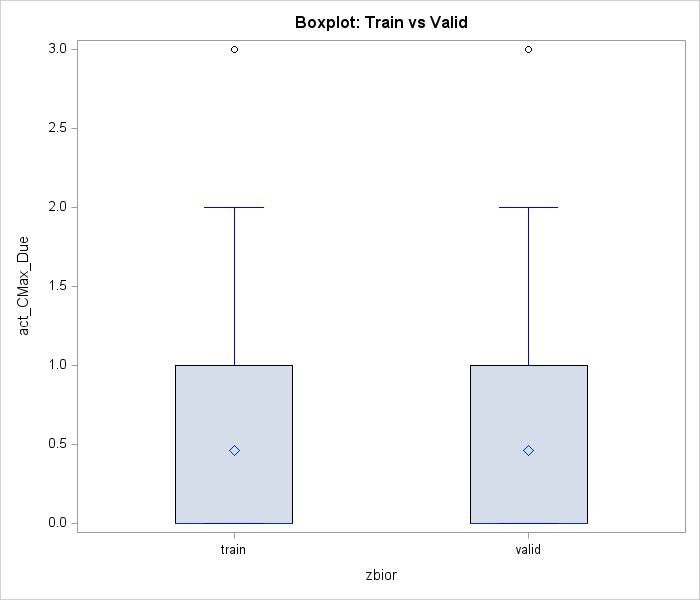 Boxplot: Train vs Valid
3.0
2.5
2.0
1.5
1.0
0.5
0.0
act_CMax_Due
train
valid
zbior